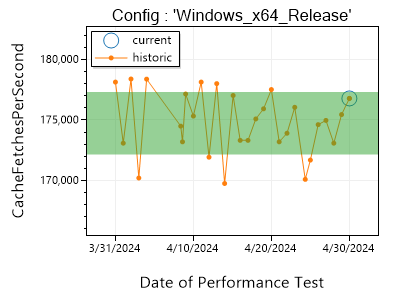 Config : 'Windows_x64_Release'
current
historic
180,000
175,000
170,000
CacheFetchesPerSecond
3/31/2024 4/10/2024 4/20/2024 4/30/2024
Date of Performance Test